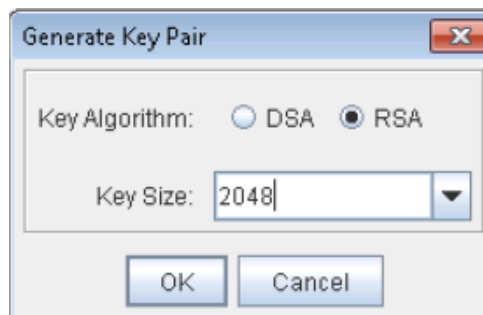 Generate Key Pair
Key Algorithm: DSA RSA
Key Size: 2048
OK Cancel